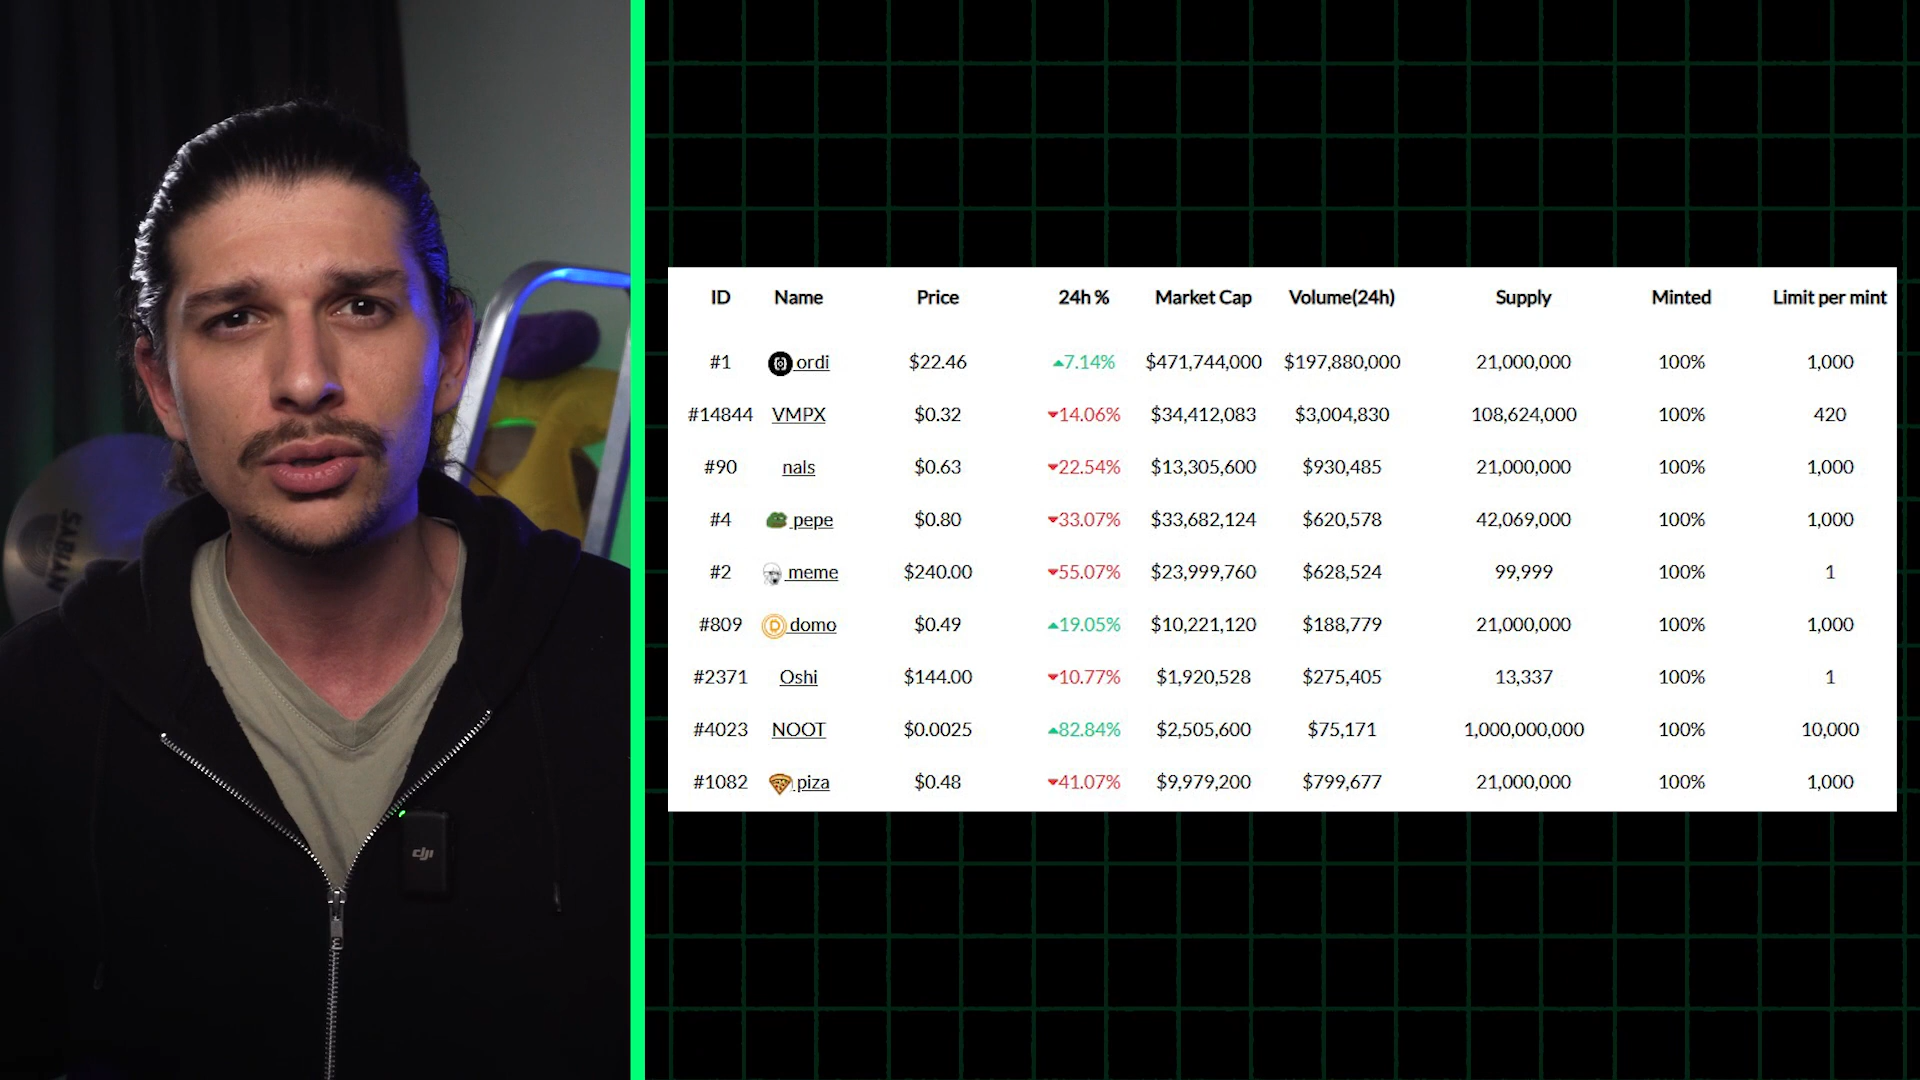 ID Name Price 24h % Market Cap Volume(24h) Supply Minted Limit per mint
#1 ordi $22.46 7.14% $471,744,000 $197,880,000 21,000,000 100% 1,000
#14844 VMPX $0.32 14.06% $34,412,083 $3,004,830 108,624,000 100% 420
#90 nals $0.63 22.54% $13,305,600 $930,485 21,000,000 100% 1,000
#4 pepe $0.80 33.07% $33,682,124 $620,578 42,069,000 100% 1,000
#2 meme $240.00 55.07% $23,999,760 $628,524 99,999 100% 1
#809 domo $0.49 19.05% $10,221,120 $188,779 21,000,000 100% 1,000
#2371 Oshi $144.00 10.77% $1,920,528 $275,405 13,337 100% 1
#4023 NOOT $0.0025 82.84% $2,505,600 $75,171 1,000,000,000 100% 10,000
#1082 piza $0.48 41.07% $9,979,200 $799,677 21,000,000 100% 1,000
SABIAN
dji